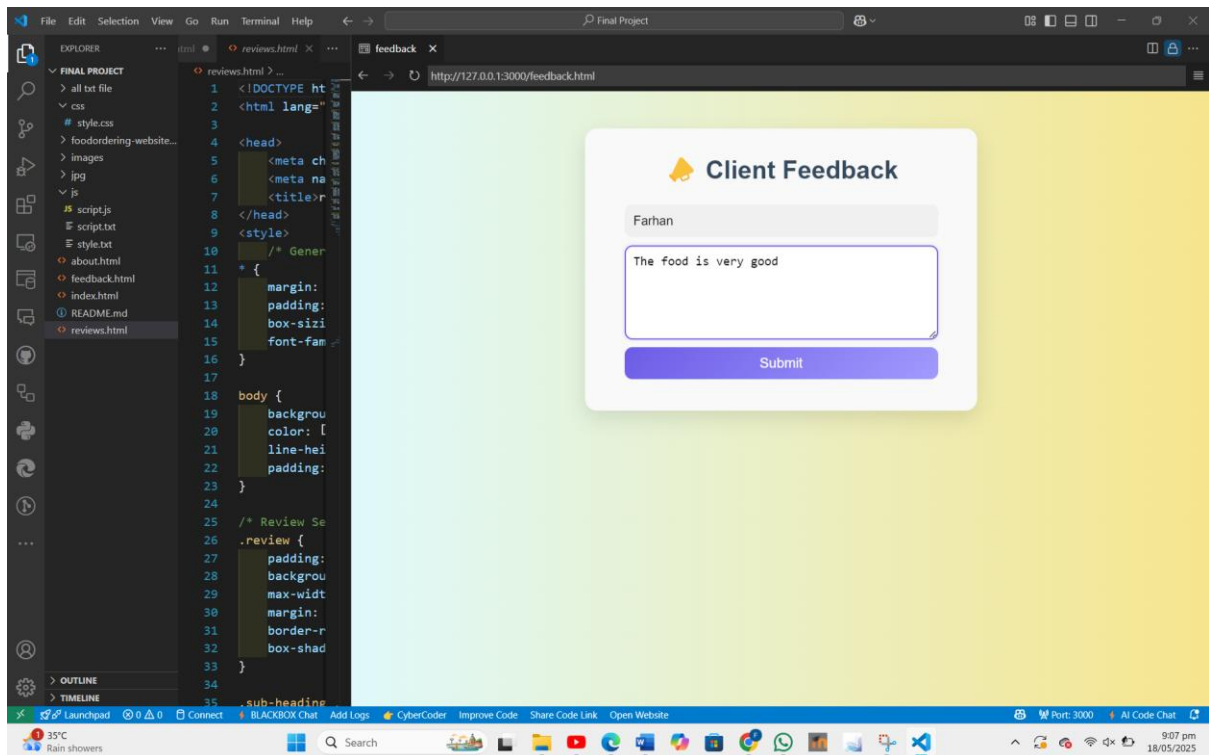 File Edit Selection View Go Run Terminal Help
Final Project
EXPLORER
FINAL PROJECT
all txt file
css
style.css
foodordering-website...
images
jpg
js
JS script.js
script.txt
style.txt
about.html
feedback.html
index.html
README.md
reviews.html
OUTLINE
TIMELINE
reviews.html
reviews.html > ...
1 <!DOCTYPE ht
2 <html lang="
3
4 <head>
5 <meta ch
6 <meta na
7 <title>r
8 </head>
9 <style>
10 /* Gener
11 * {
12 margin:
13 padding:
14 box-sizi
15 font-fam
16 }
17
18 body {
19 backgrou
20 color: [
21 line-hei
22 padding:
23 }
24
25 /* Review Se
26 .review {
27 padding:
28 backgrou
29 max-widt
30 margin:
31 border-r
32 box-shad
33 }
34
35 .sub-heading
feedback
http://127.0.0.1:3000/feedback.html
Client Feedback
Farhan
The food is very good
Submit
Launchpad 0 0 Connect BLACKBOX Chat Add Logs CyberCoder Improve Code Share Code Link Open Website Port: 3000 AI Code Chat
1
35°C
Rain showers
Search
9:07 pm
18/05/2025